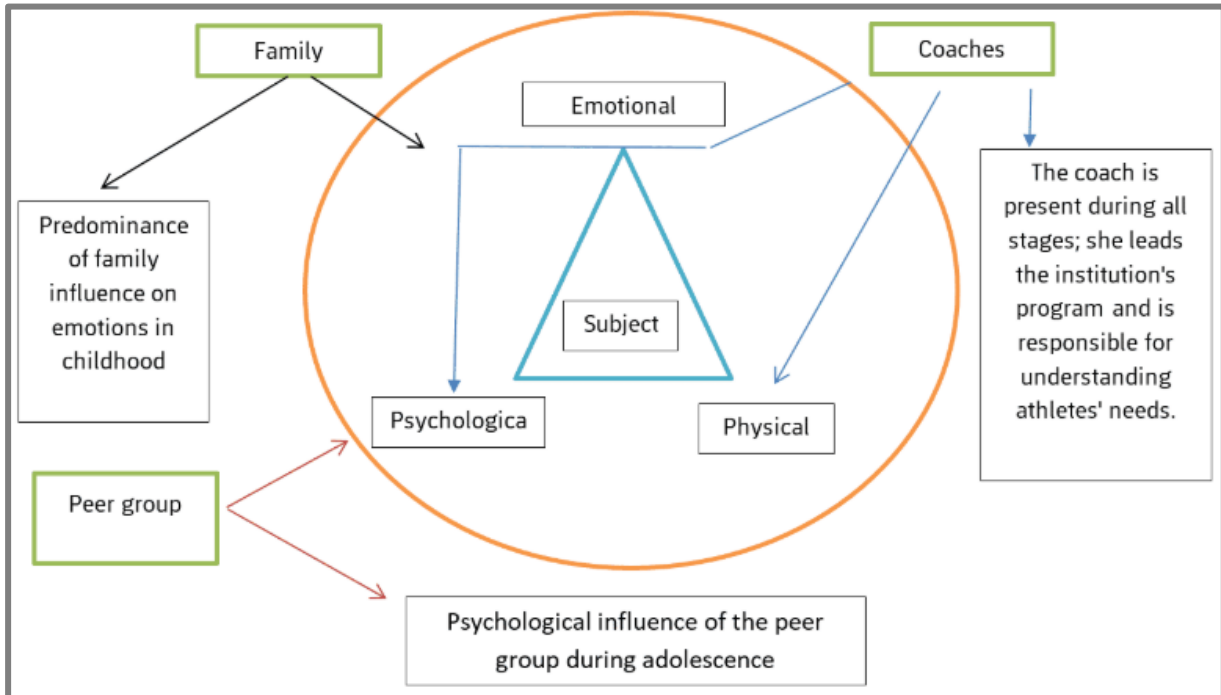 Family
Coaches
Emotional
Predominance
of family
influence on
emotions in
childhood
The coach is
present during all
stages; she leads
the institution's
program and is
responsible for
understanding
athletes' needs.
Subject
Psychologica
Physical
Peer group
Psychological influence of the peer
group during adolescence